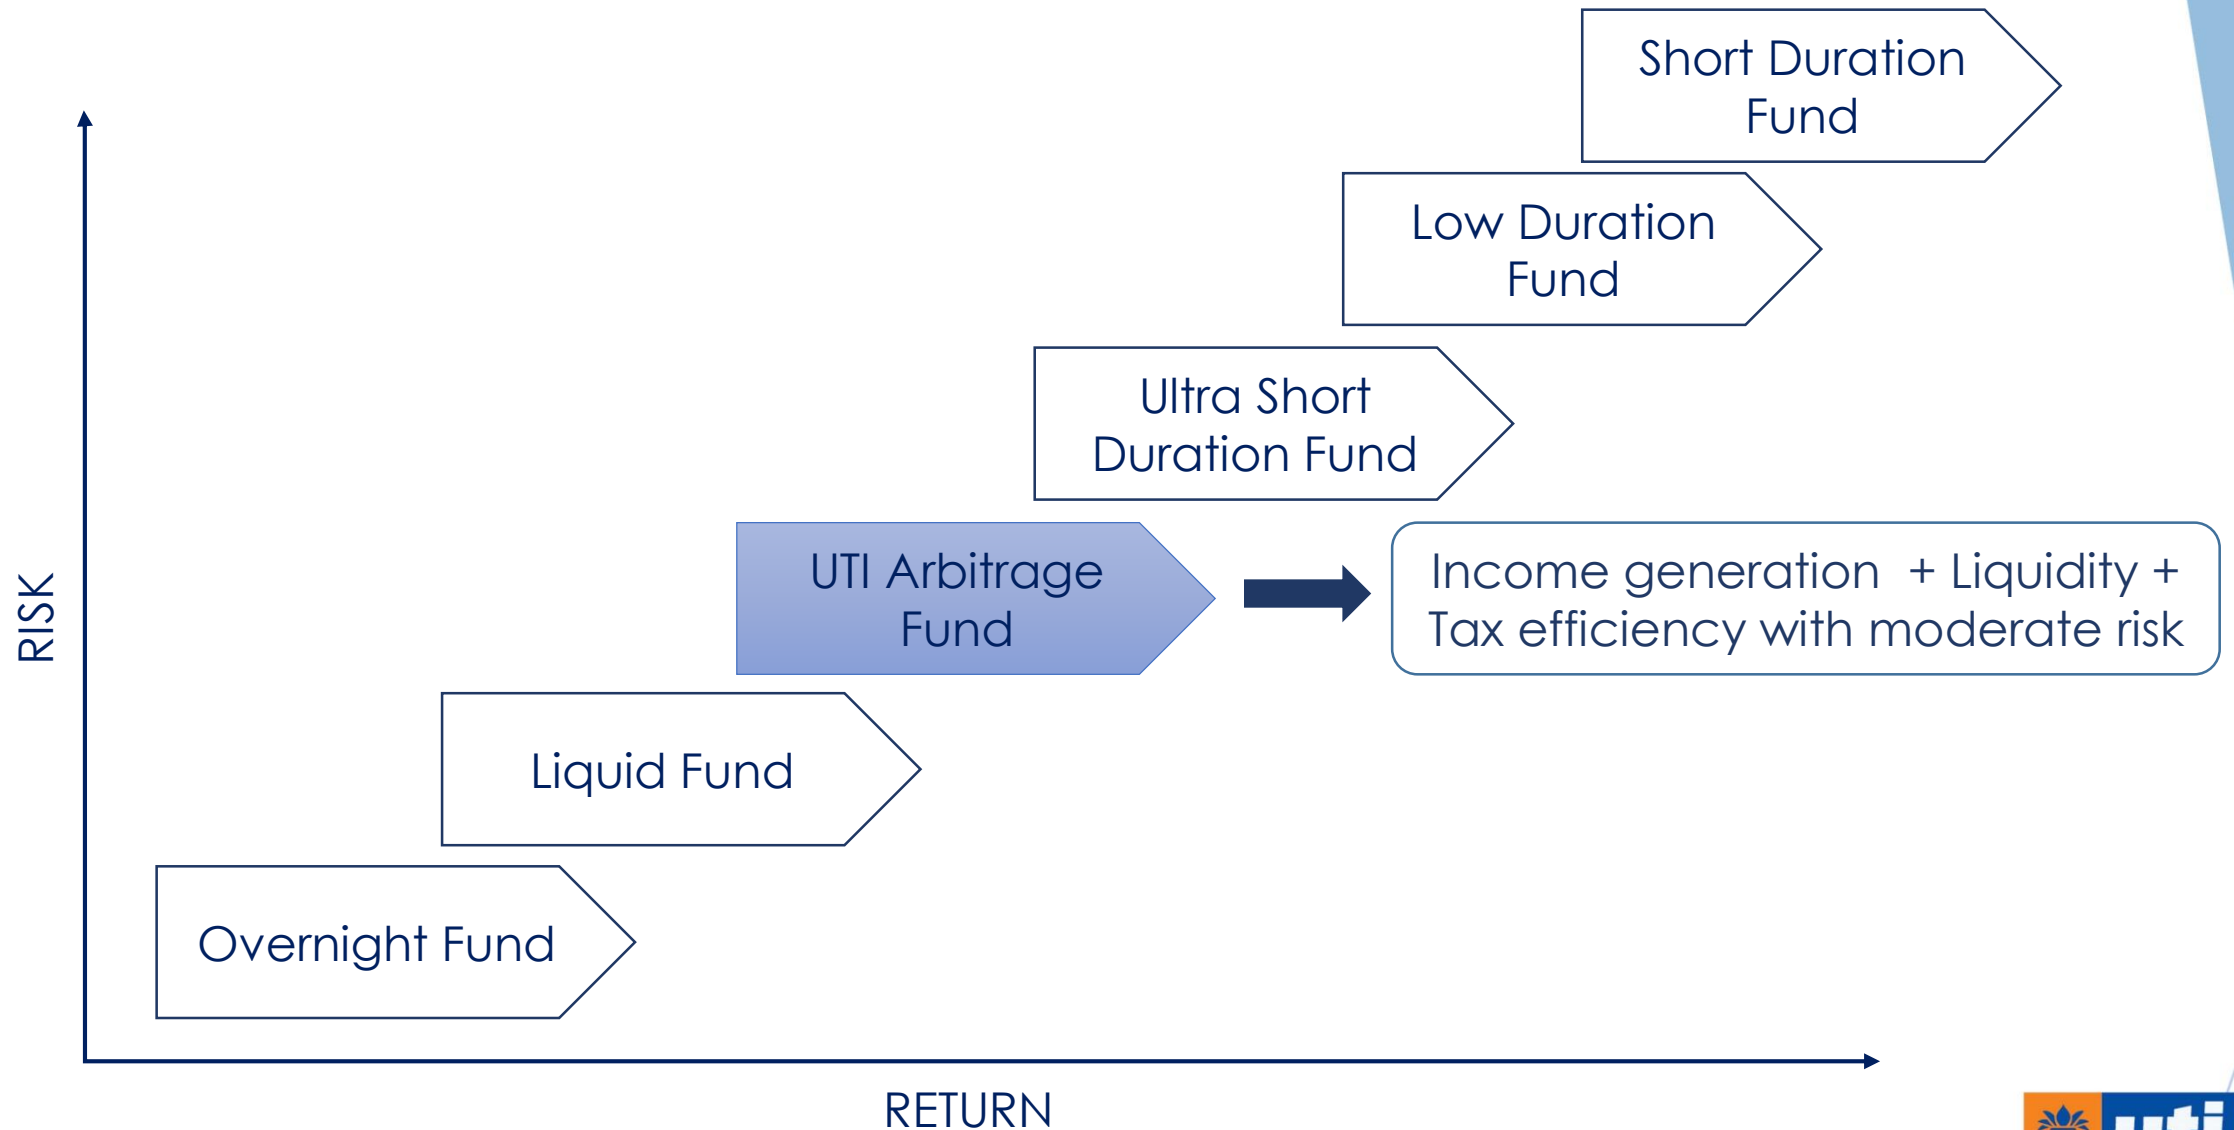 Short Duration
Fund
Low Duration
Fund
Ultra Short
Duration Fund
UTI Arbitrage
Fund
Income generation + Liquidity +
Tax efficiency with moderate risk
Liquid Fund
Overnight Fund
RISK
RETURN
uti